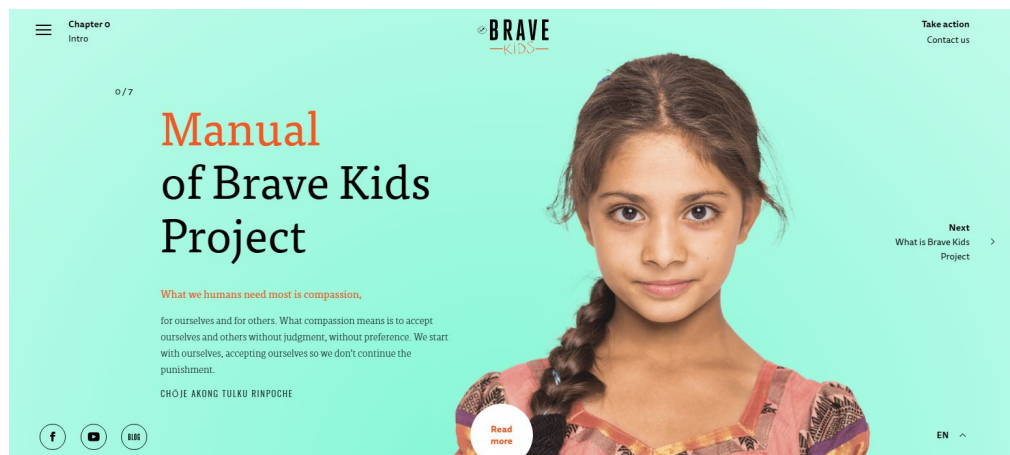 Chapter 0
Intro
BRAVE
KIDS
Take action
Contact us
0/7
Manual
of Brave Kids
Project
What we humans need most is compassion,
for ourselves and for others. What compassion means is to accept
ourselves and others without judgment, without preference. We start
with ourselves, accepting ourselves so we don't continue the
punishment.
CHÖJE AKONG TULKU RINPOCHE
Next
What is Brave Kids
Project
BLOG
Read
more
EN